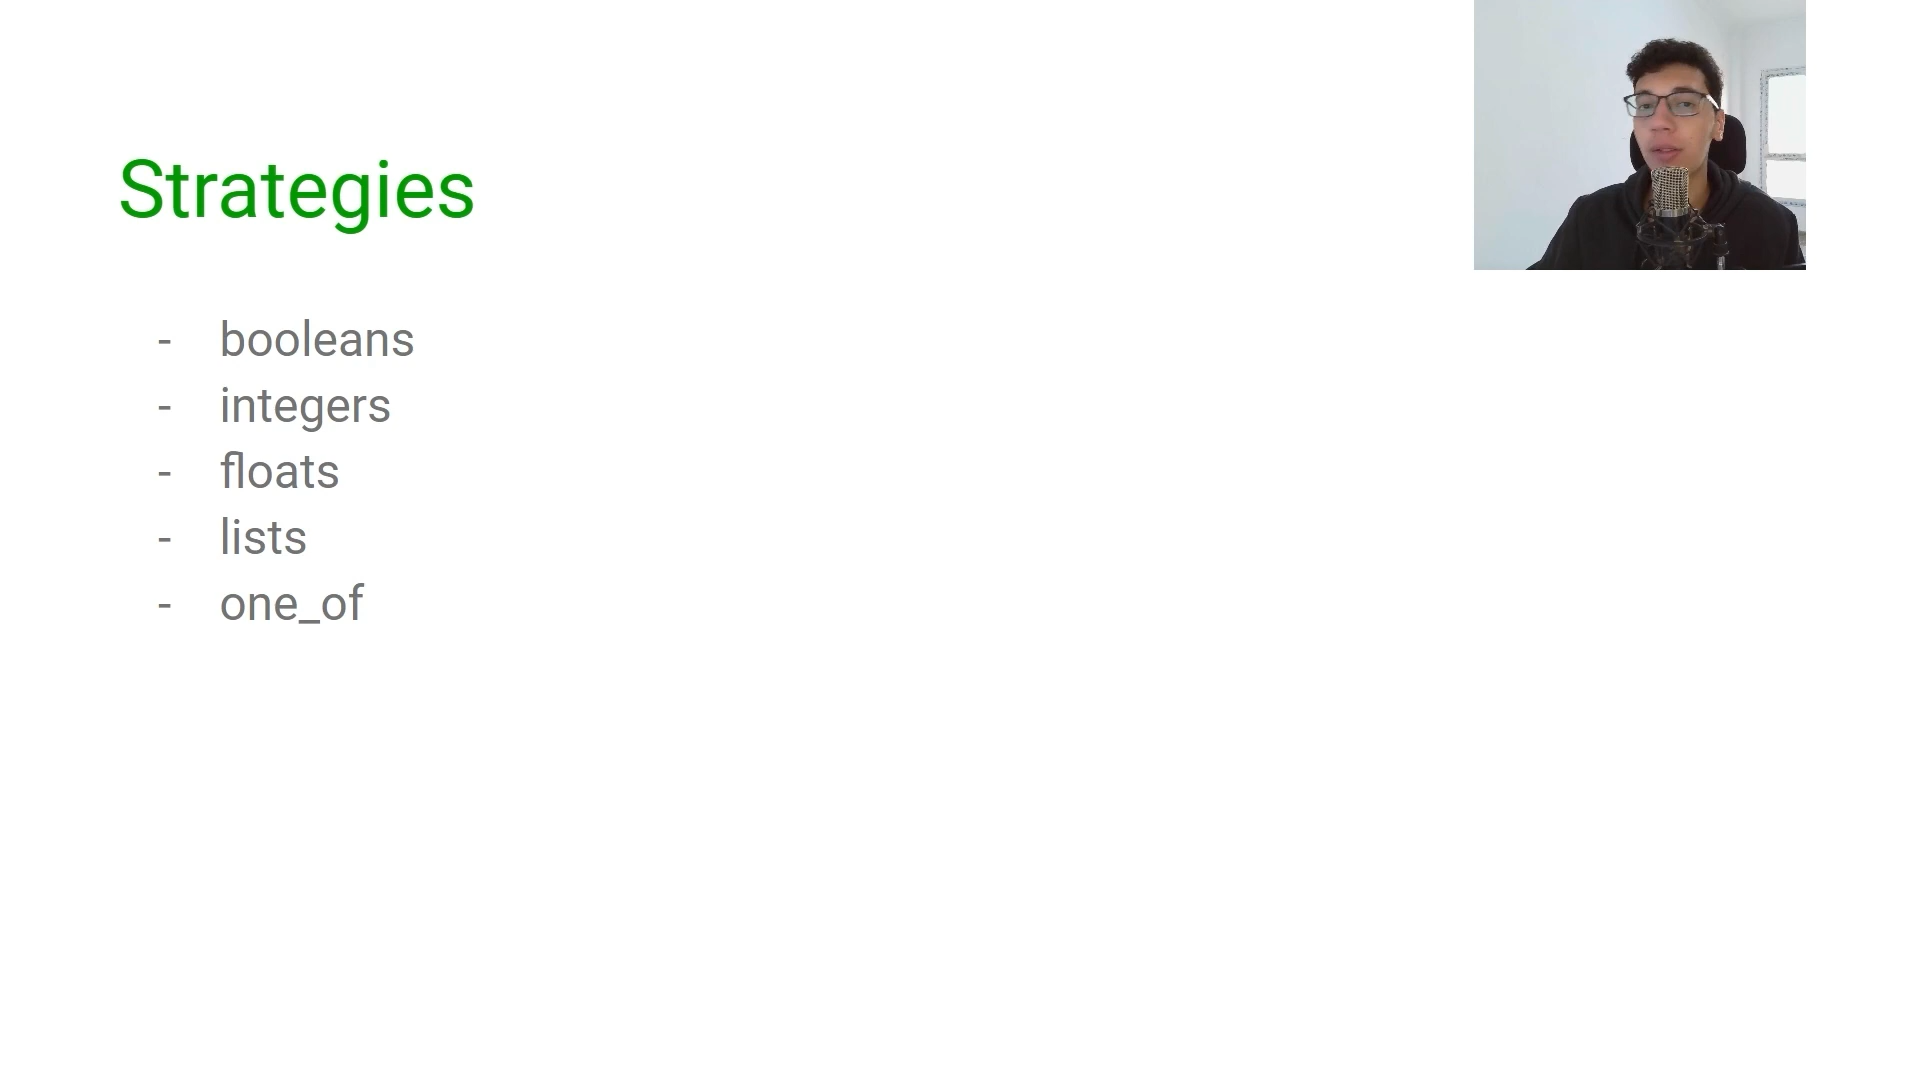 Strategies
- booleans
- integers
- floats
- lists
- one_of